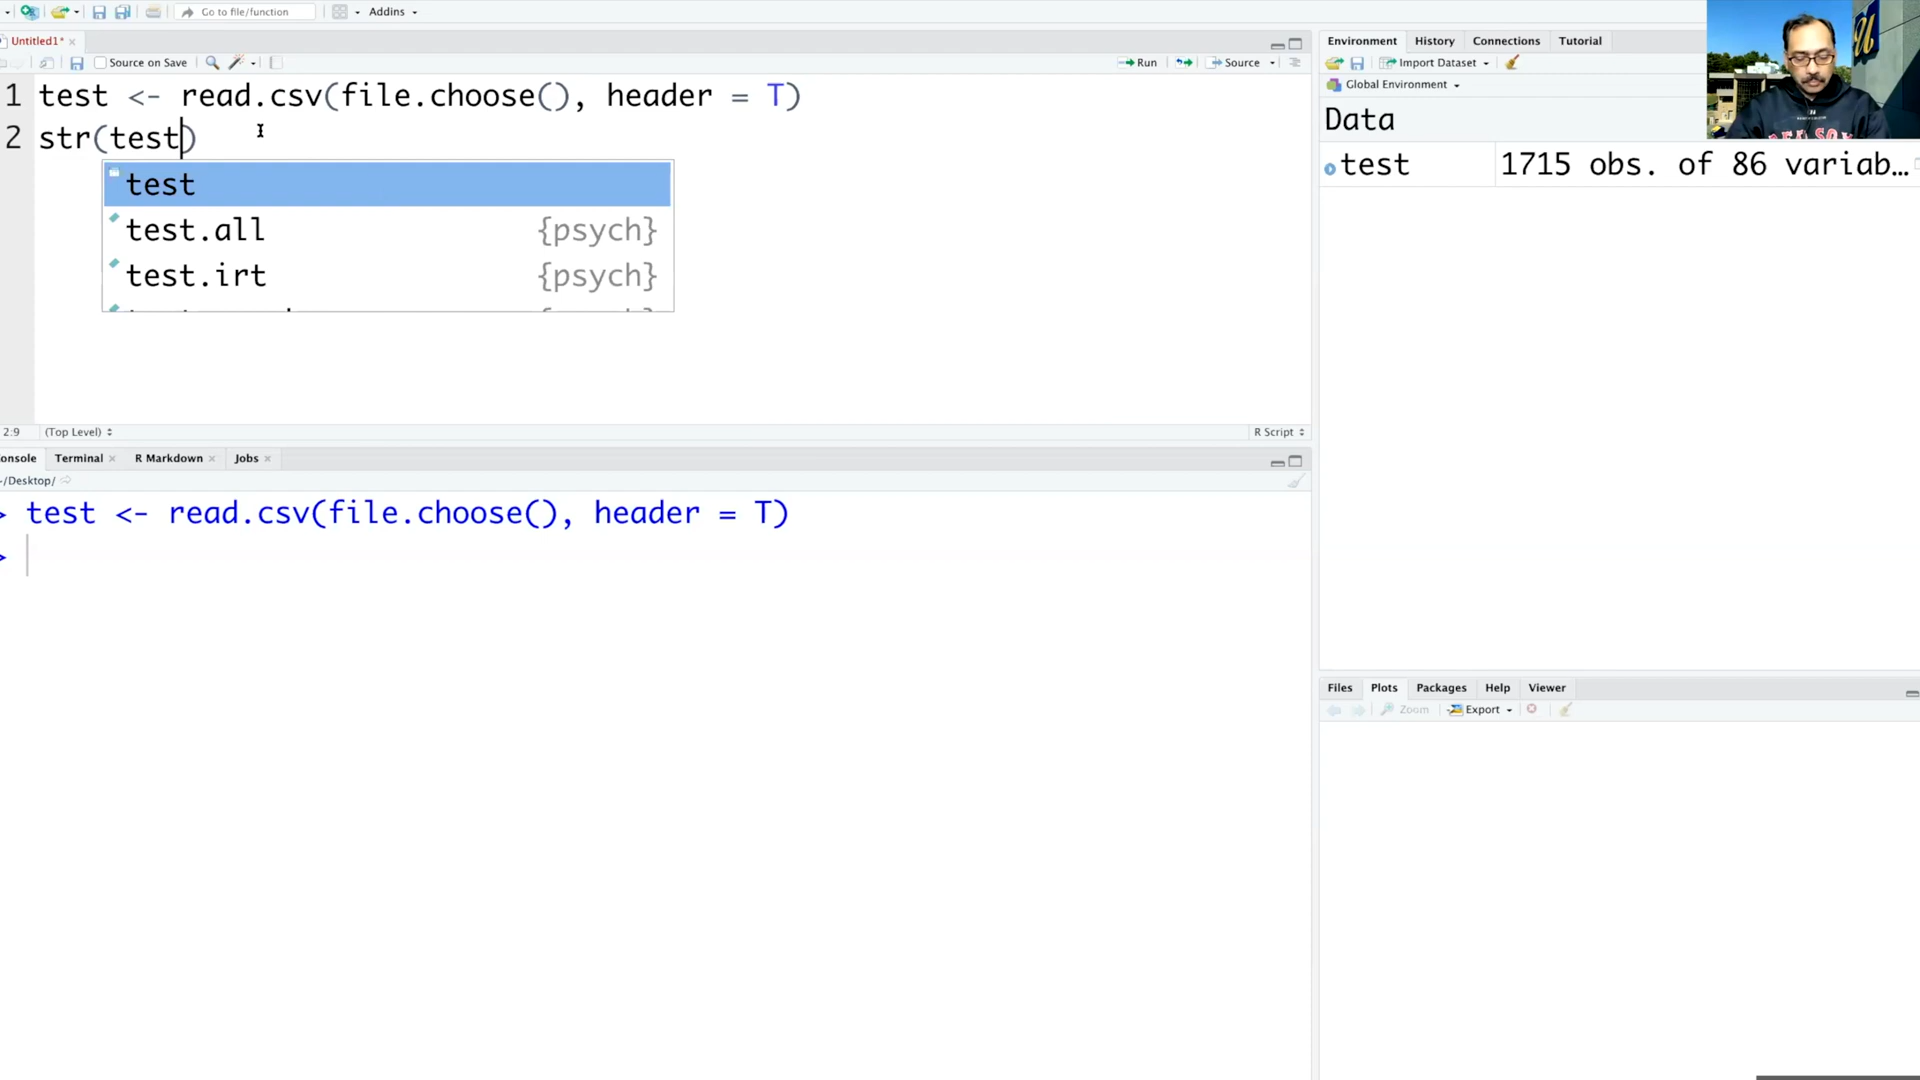 Go to file/function
Addins
Untitled1*
Source on Save
Run
Source
1 test <- read.csv(file.choose(), header = T)
2 str(test)
test
test.all {psych}
test.irt {psych}
2:9 (Top Level)
R Script
onsole Terminal R Markdown Jobs
~/Desktop/
> test <- read.csv(file.choose(), header = T)
>
Environment History Connections Tutorial
Import Dataset
Global Environment
Data
test 1715 obs. of 86 variab…
Files Plots Packages Help Viewer
Zoom Export